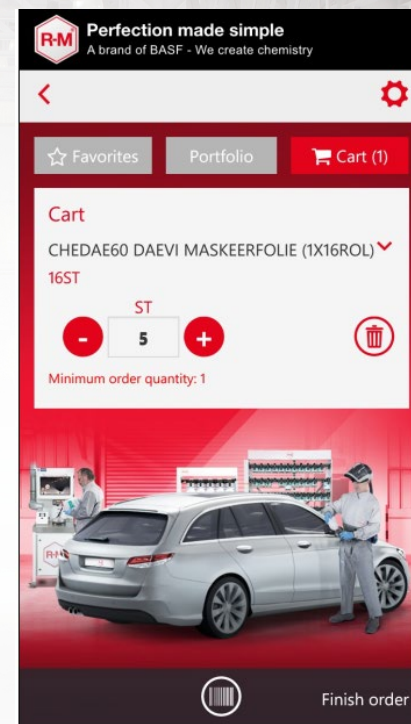 R-M
Perfection made simple
A brand of BASF - We create chemistry
Favorites
Portfolio
Cart (1)
Cart
CHEDAE60 DAEVI MASKEERFOLIE (1X16ROL)
16ST
ST
- 5 +
Minimum order quantity: 1
R-M
Finish order